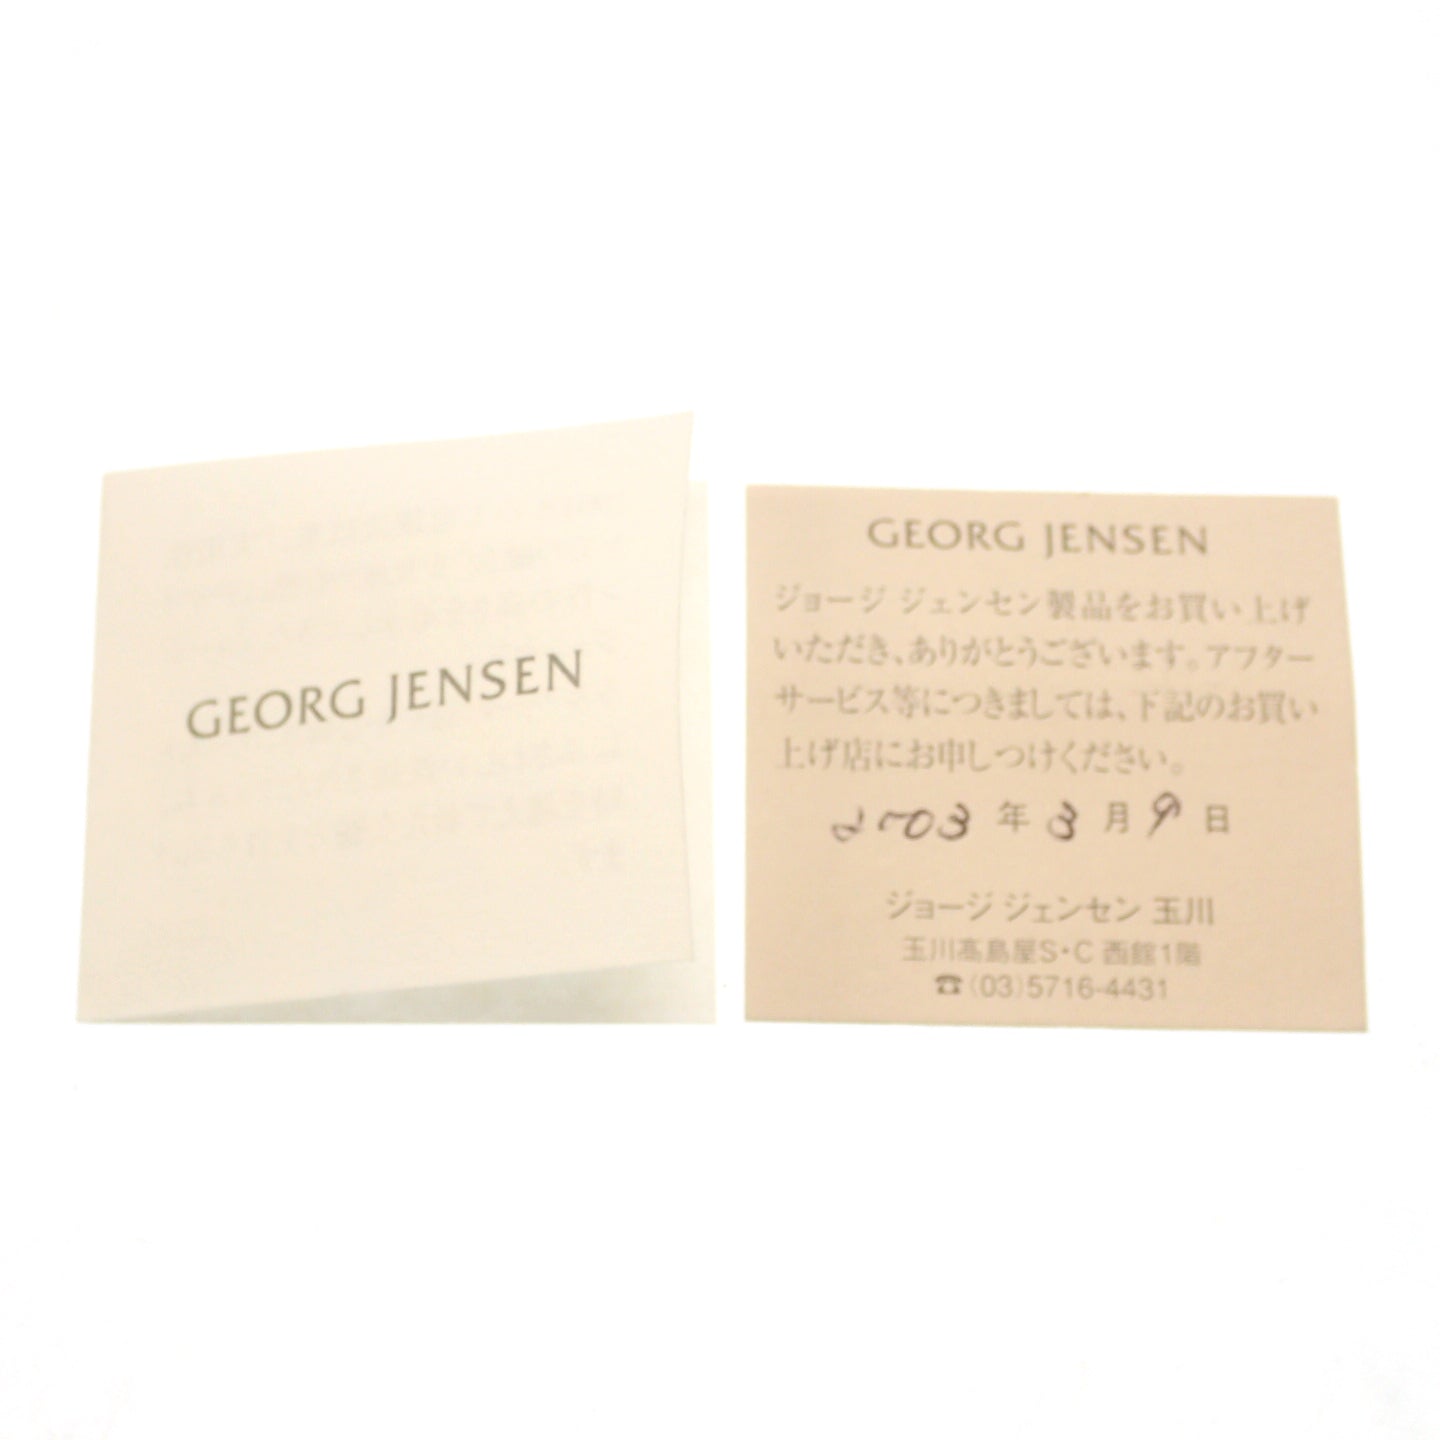 GEORG JENSEN
GEORG JENSEN
ジョージ ジェンセン製品をお買い上げ
いただき、ありがとうございます。アフター
サービス等につきましては、下記のお買い
上げ店にお申しつけください。
2003 年 3 月 9 日
ジョージ ジェンセン 玉川
玉川髙島屋S・C 西館1階
☎(03)5716-4431